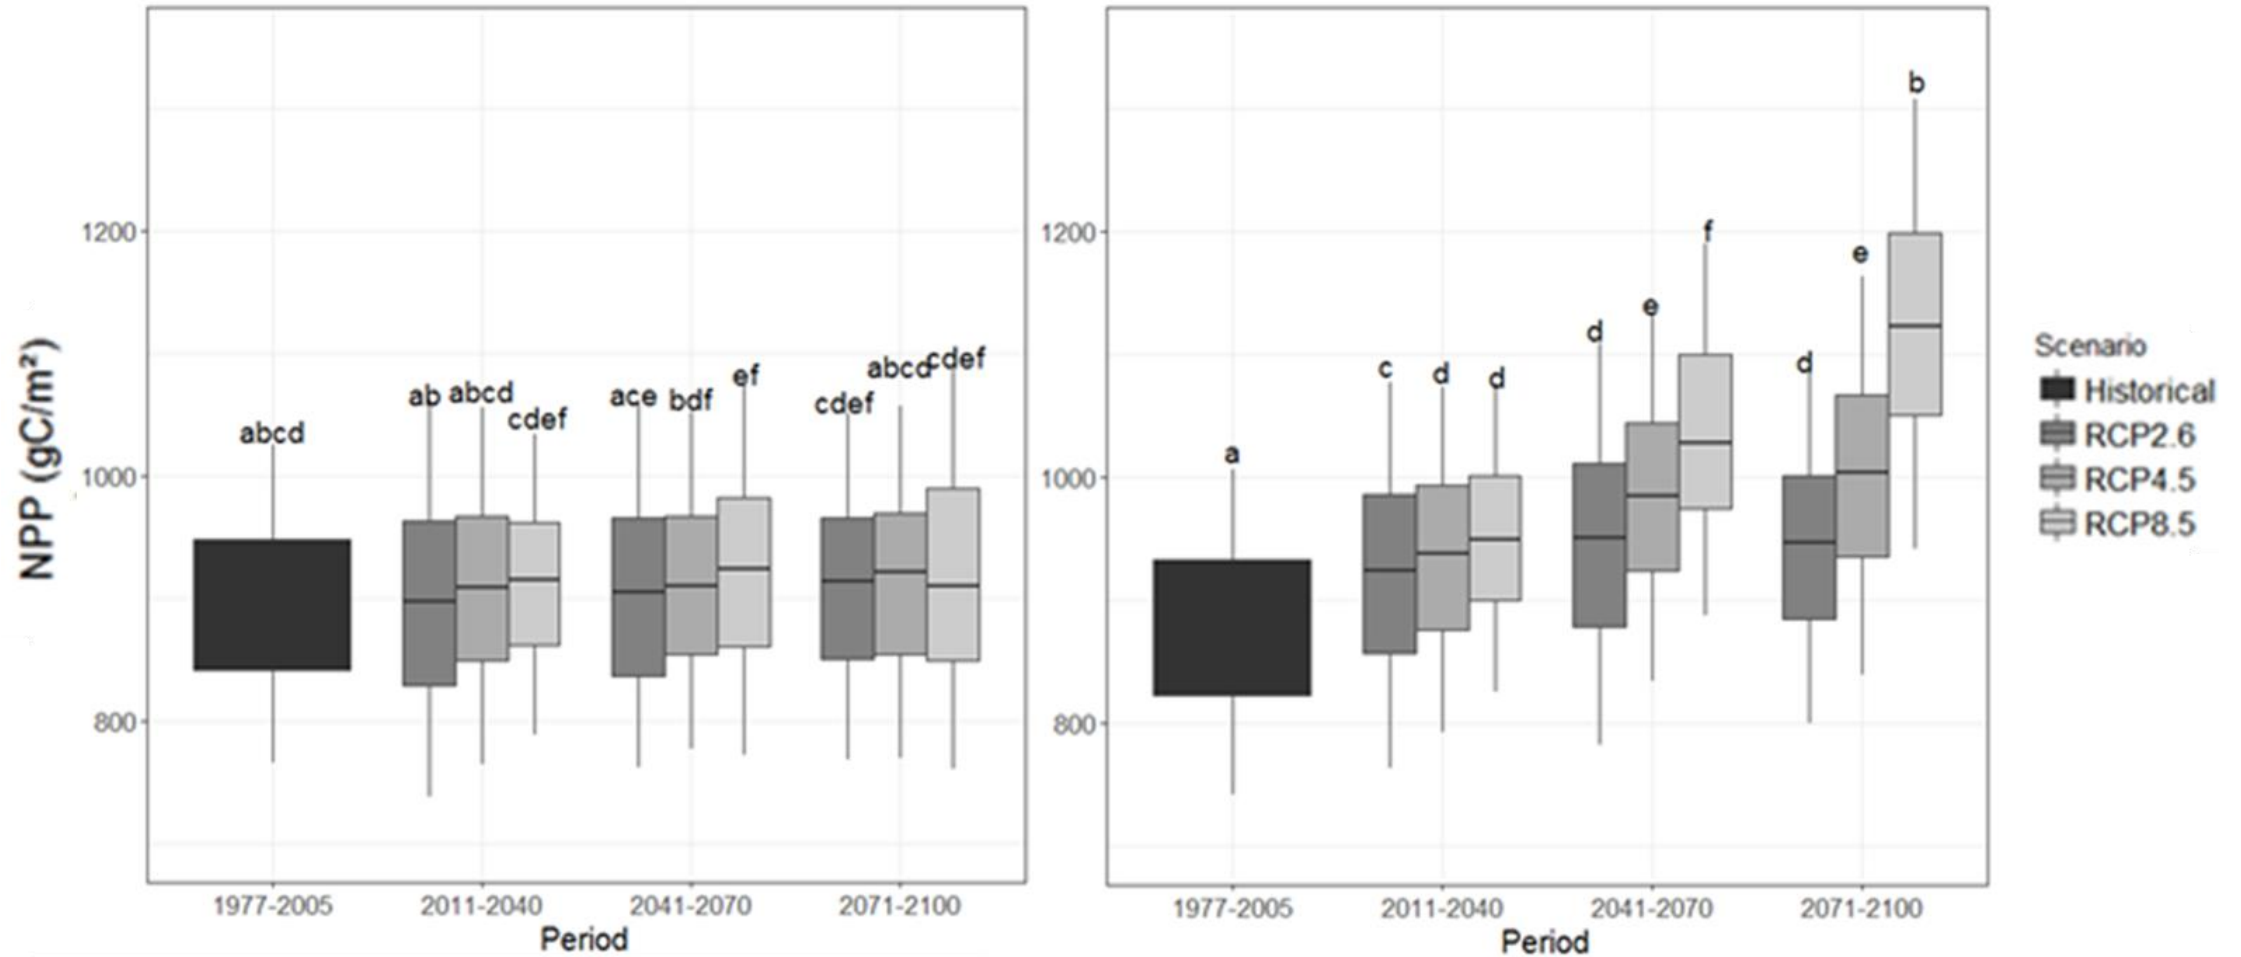 NPP (gC/m²)
1200
1000
800
abcd
ab
abcd
cdef
ace
bdf
ef
cdef
abcd
cdef
1977-2005
2011-2040
2041-2070
2071-2100
Period
1200
1000
800
a
c
d
d
d
e
f
d
e
b
1977-2005
2011-2040
2041-2070
2071-2100
Period
Scenario
Historical
RCP2.6
RCP4.5
RCP8.5